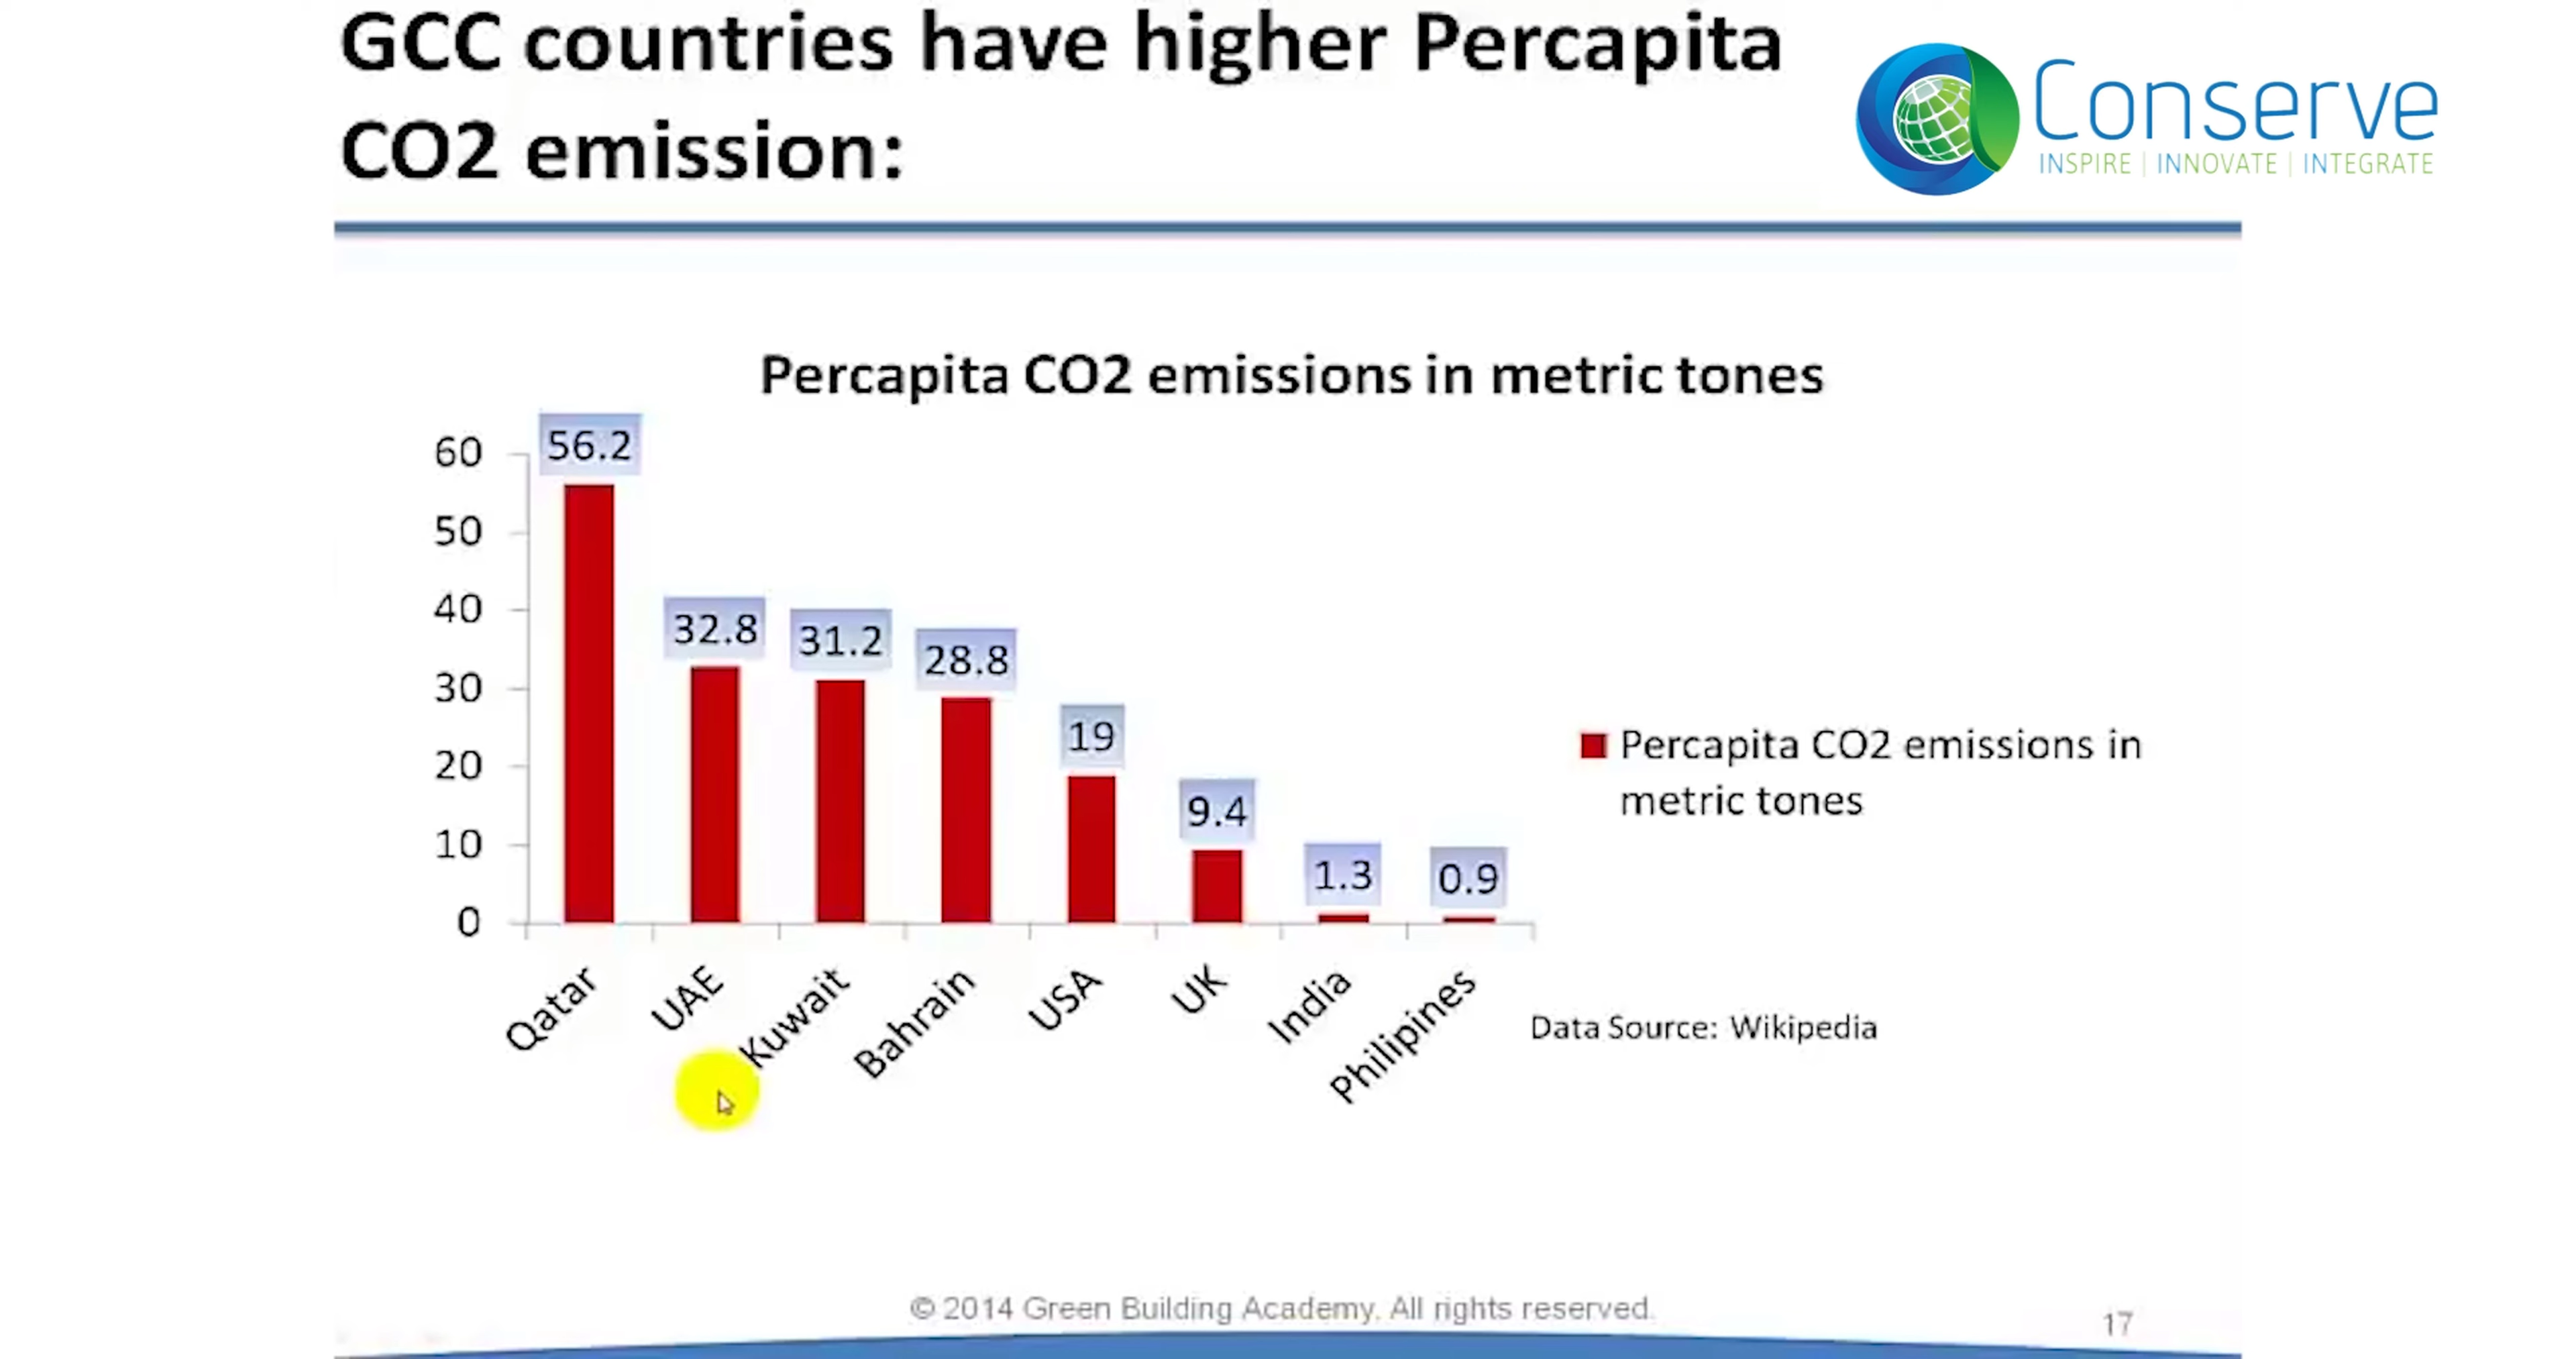 GCC countries have higher Percapita
CO2 emission:
Conserve
INSPIRE | INNOVATE | INTEGRATE
Percapita CO2 emissions in metric tones
60
50
40
30
20
10
0
56.2
32.8
31.2
28.8
19
9.4
1.3
0.9
Qatar
UAE
Kuwait
Bahrain
USA
UK
India
Philipines
Percapita CO2 emissions in
metric tones
Data Source: Wikipedia
© 2014 Green Building Academy. All rights reserved.
17